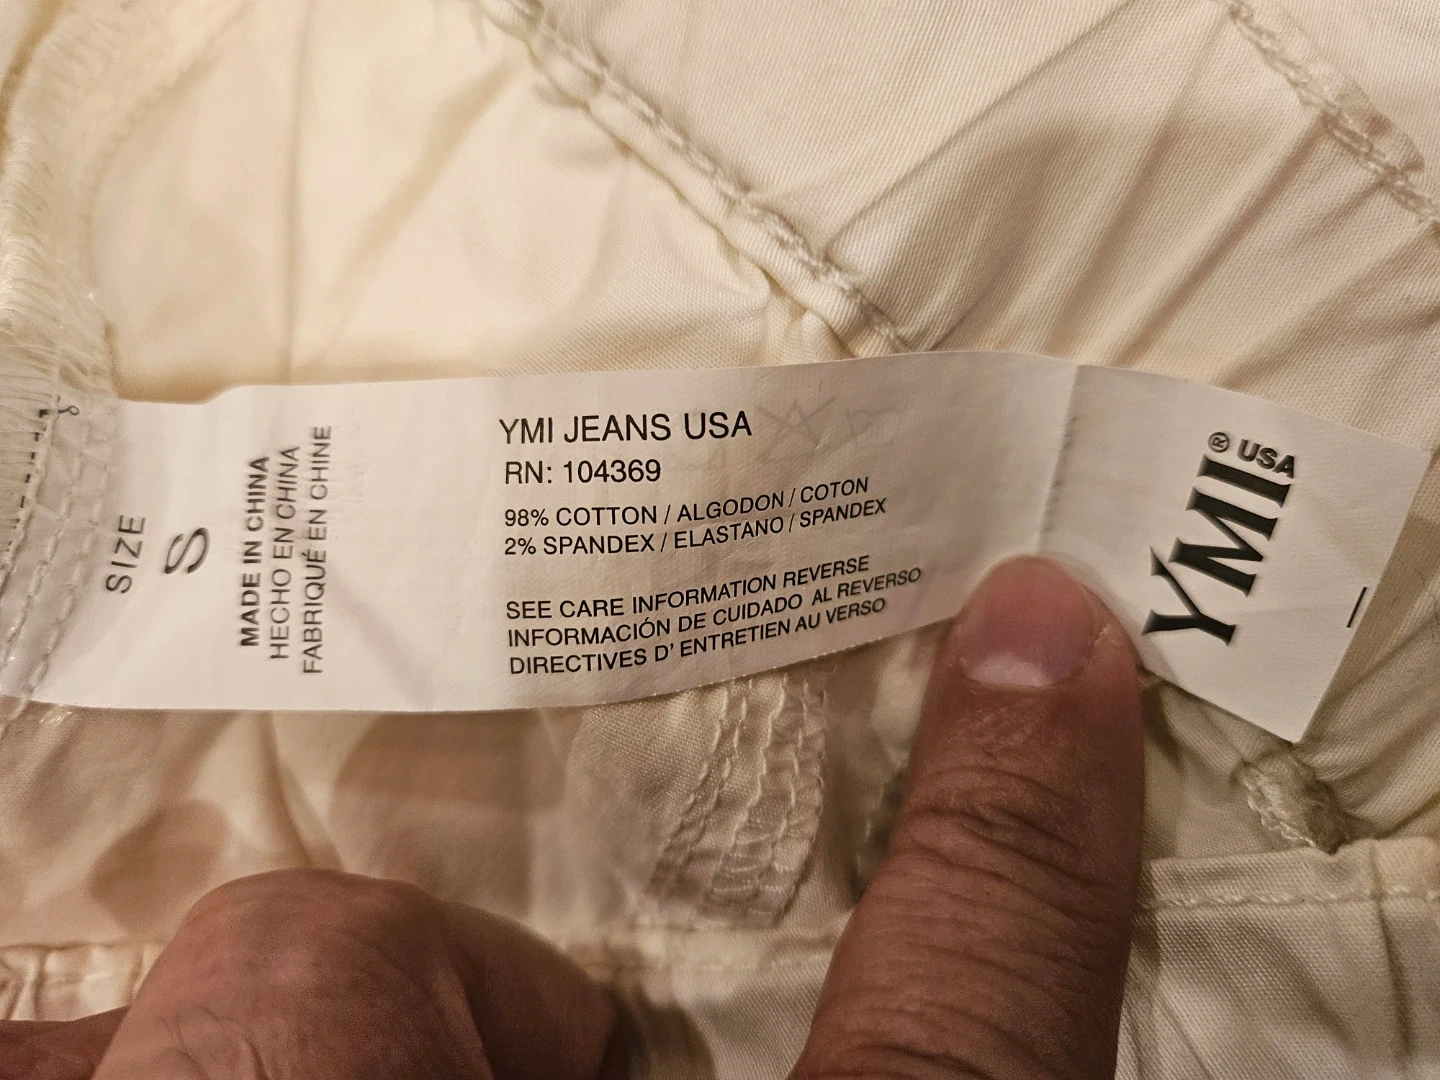 SIZE
S
MADE IN CHINA
HECHO EN CHINA
FABRIQUÉ EN CHINE
YMI JEANS USA
RN: 104369
98% COTTON / ALGODON / COTON
2% SPANDEX / ELASTANO / SPANDEX
SEE CARE INFORMATION REVERSE
INFORMACIÓN DE CUIDADO AL REVERSO
DIRECTIVES D' ENTRETIEN AU VERSO
YMI® USA